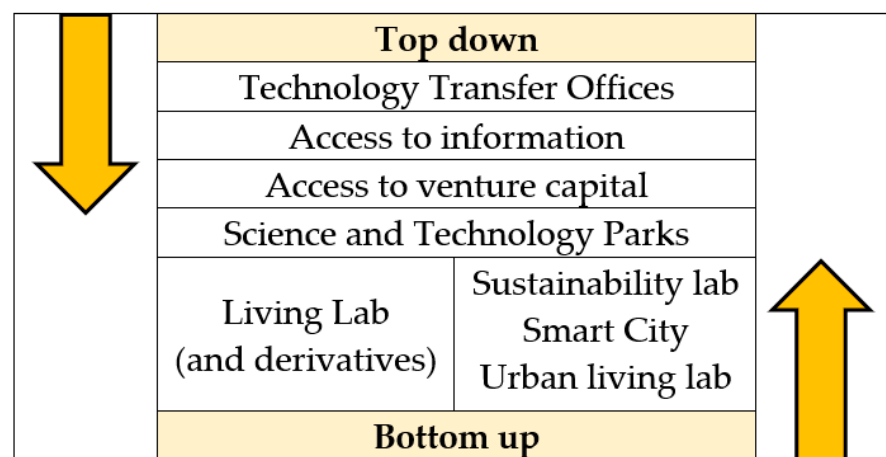 Top down
Technology Transfer Offices
Access to information
Access to venture capital
Science and Technology Parks
Living Lab
(and derivatives)
Sustainability lab
Smart City
Urban living lab
Bottom up